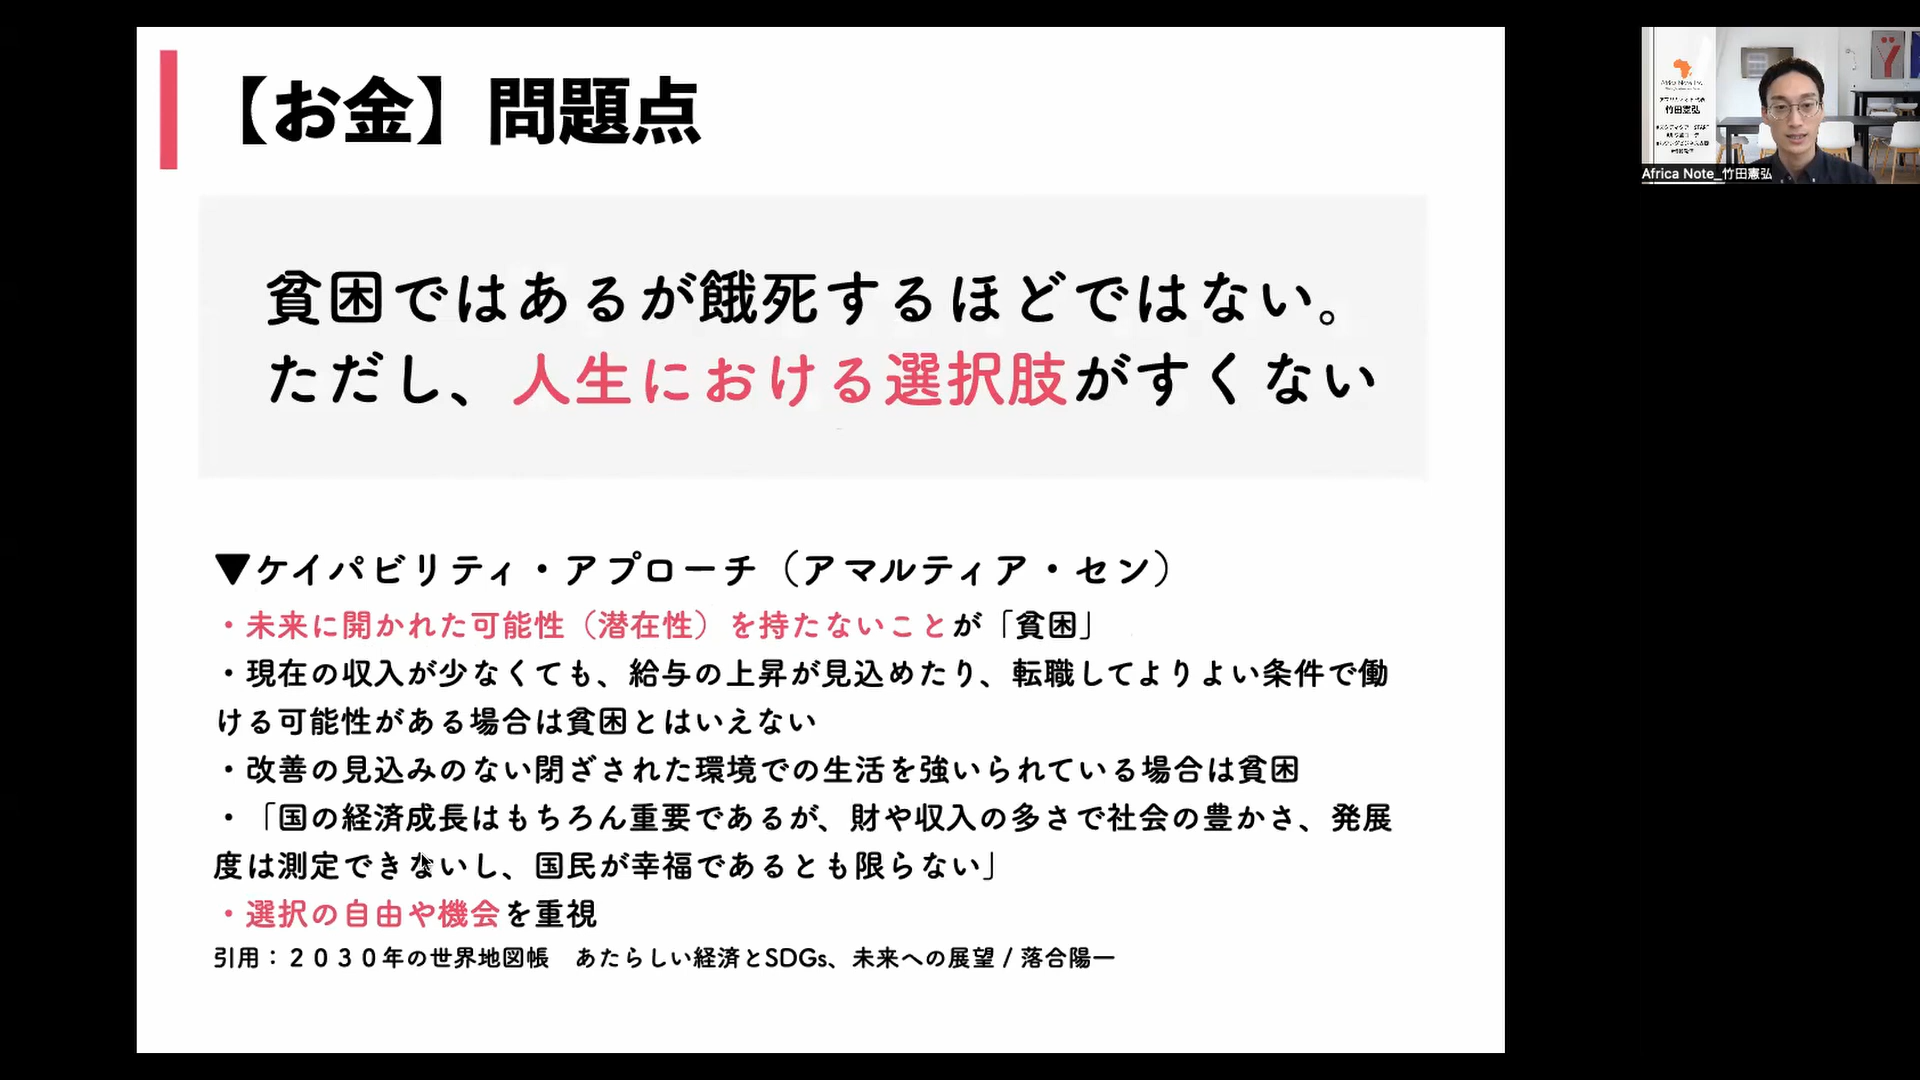 【お金】問題点
貧困ではあるが餓死するほどではない。
ただし、人生における選択肢がすくない
▼ケイパビリティ・アプローチ（アマルティア・セン）
・未来に開かれた可能性（潜在性）を持たないことが「貧困」
・現在の収入が少なくても、給与の上昇が見込めたり、転職してよりよい条件で働
ける可能性がある場合は貧困とはいえない
・改善の見込みのない閉ざされた環境での生活を強いられている場合は貧困
・「国の経済成長はもちろん重要であるが、財や収入の多さで社会の豊かさ、発展
度は測定できないし、国民が幸福であるとも限らない」
・選択の自由や機会を重視
引用：２０３０年の世界地図帳　あたらしい経済とSDGs、未来への展望 / 落合陽一
竹田憲弘
Africa Note_竹田憲弘